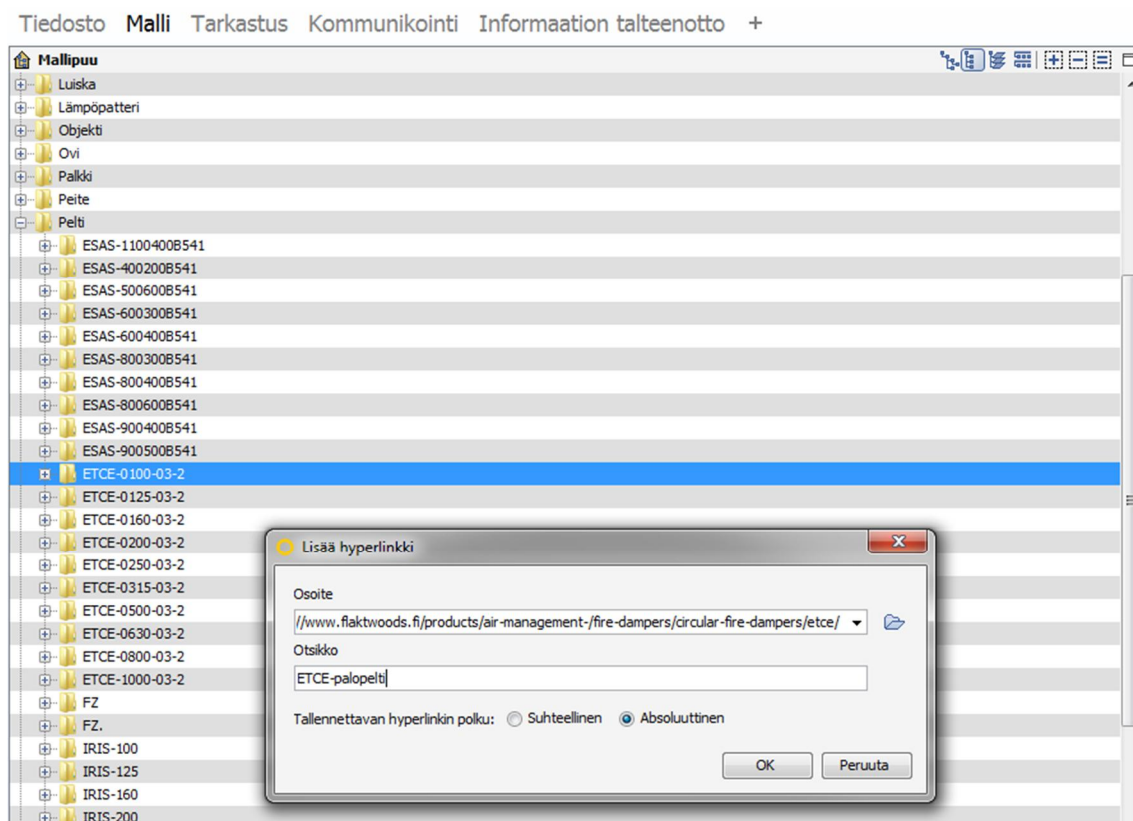 Tiedosto Malli Tarkastus Kommunikointi Informaation talteenotto +
Mallipuu
Luiska
Lämpöpatteri
Objekti
Ovi
Palkki
Peite
Pelti
ESAS-1100400B541
ESAS-400200B541
ESAS-500600B541
ESAS-600300B541
ESAS-600400B541
ESAS-800300B541
ESAS-800400B541
ESAS-800600B541
ESAS-900400B541
ESAS-900500B541
ETCE-0100-03-2
ETCE-0125-03-2
ETCE-0160-03-2
ETCE-0200-03-2
ETCE-0250-03-2
ETCE-0315-03-2
ETCE-0500-03-2
ETCE-0630-03-2
ETCE-0800-03-2
ETCE-1000-03-2
FZ
FZ.
IRIS-100
IRIS-125
IRIS-160
IRIS-200
Lisää hyperlinkki
Osoite
//www.flaktwoods.fi/products/air-management-/fire-dampers/circular-fire-dampers/etce/
Otsikko
ETCE-palopelti
Tallennettavan hyperlinkin polku: Suhteellinen Absoluuttinen
OK Peruuta